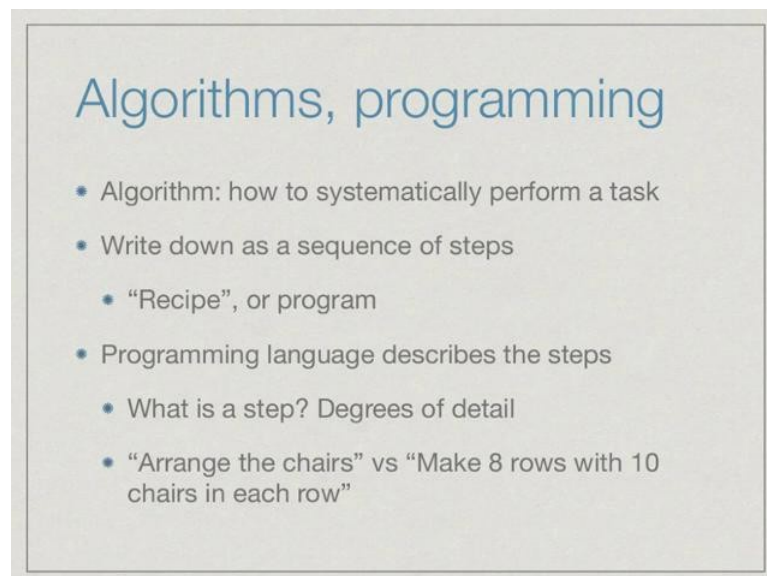 Algorithms, programming
Algorithm: how to systematically perform a task
Write down as a sequence of steps
“Recipe”, or program
Programming language describes the steps
What is a step? Degrees of detail
“Arrange the chairs” vs “Make 8 rows with 10
chairs in each row”